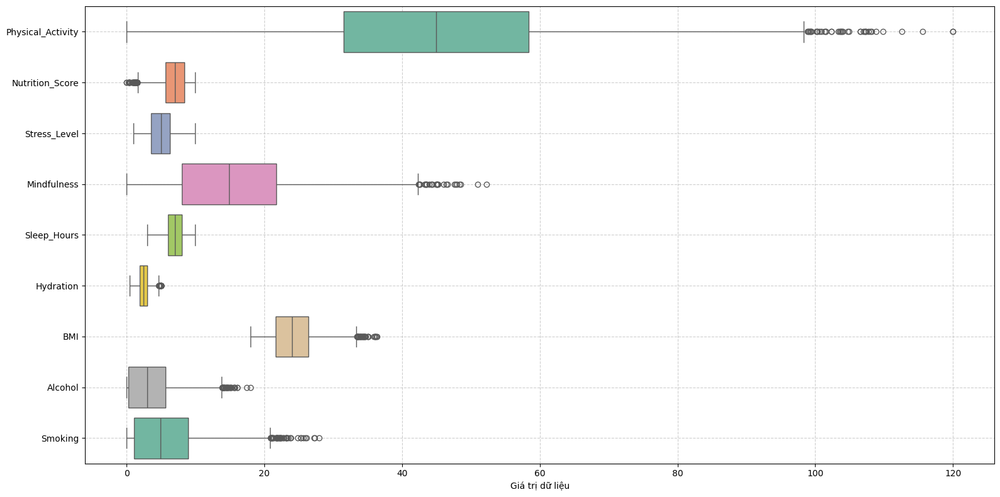 Physical_Activity
Nutrition_Score
Stress_Level
Mindfulness
Sleep_Hours
Hydration
BMI
Alcohol
Smoking
0 20 40 60 80 100 120
Giá trị dữ liệu